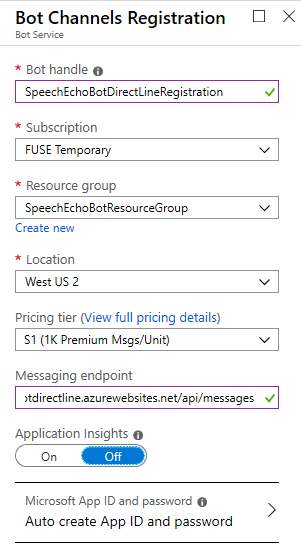 Bot Channels Registration
Bot Service
* Bot handle
SpeechEchoBotDirectLineRegistration
* Subscription
FUSE Temporary
* Resource group
SpeechEchoBotResourceGroup
Create new
* Location
West US 2
Pricing tier (View full pricing details)
S1 (1K Premium Msgs/Unit)
Messaging endpoint
otdirectline.azurewebsites.net/api/messages
Application Insights
On Off
Microsoft App ID and password
Auto create App ID and password